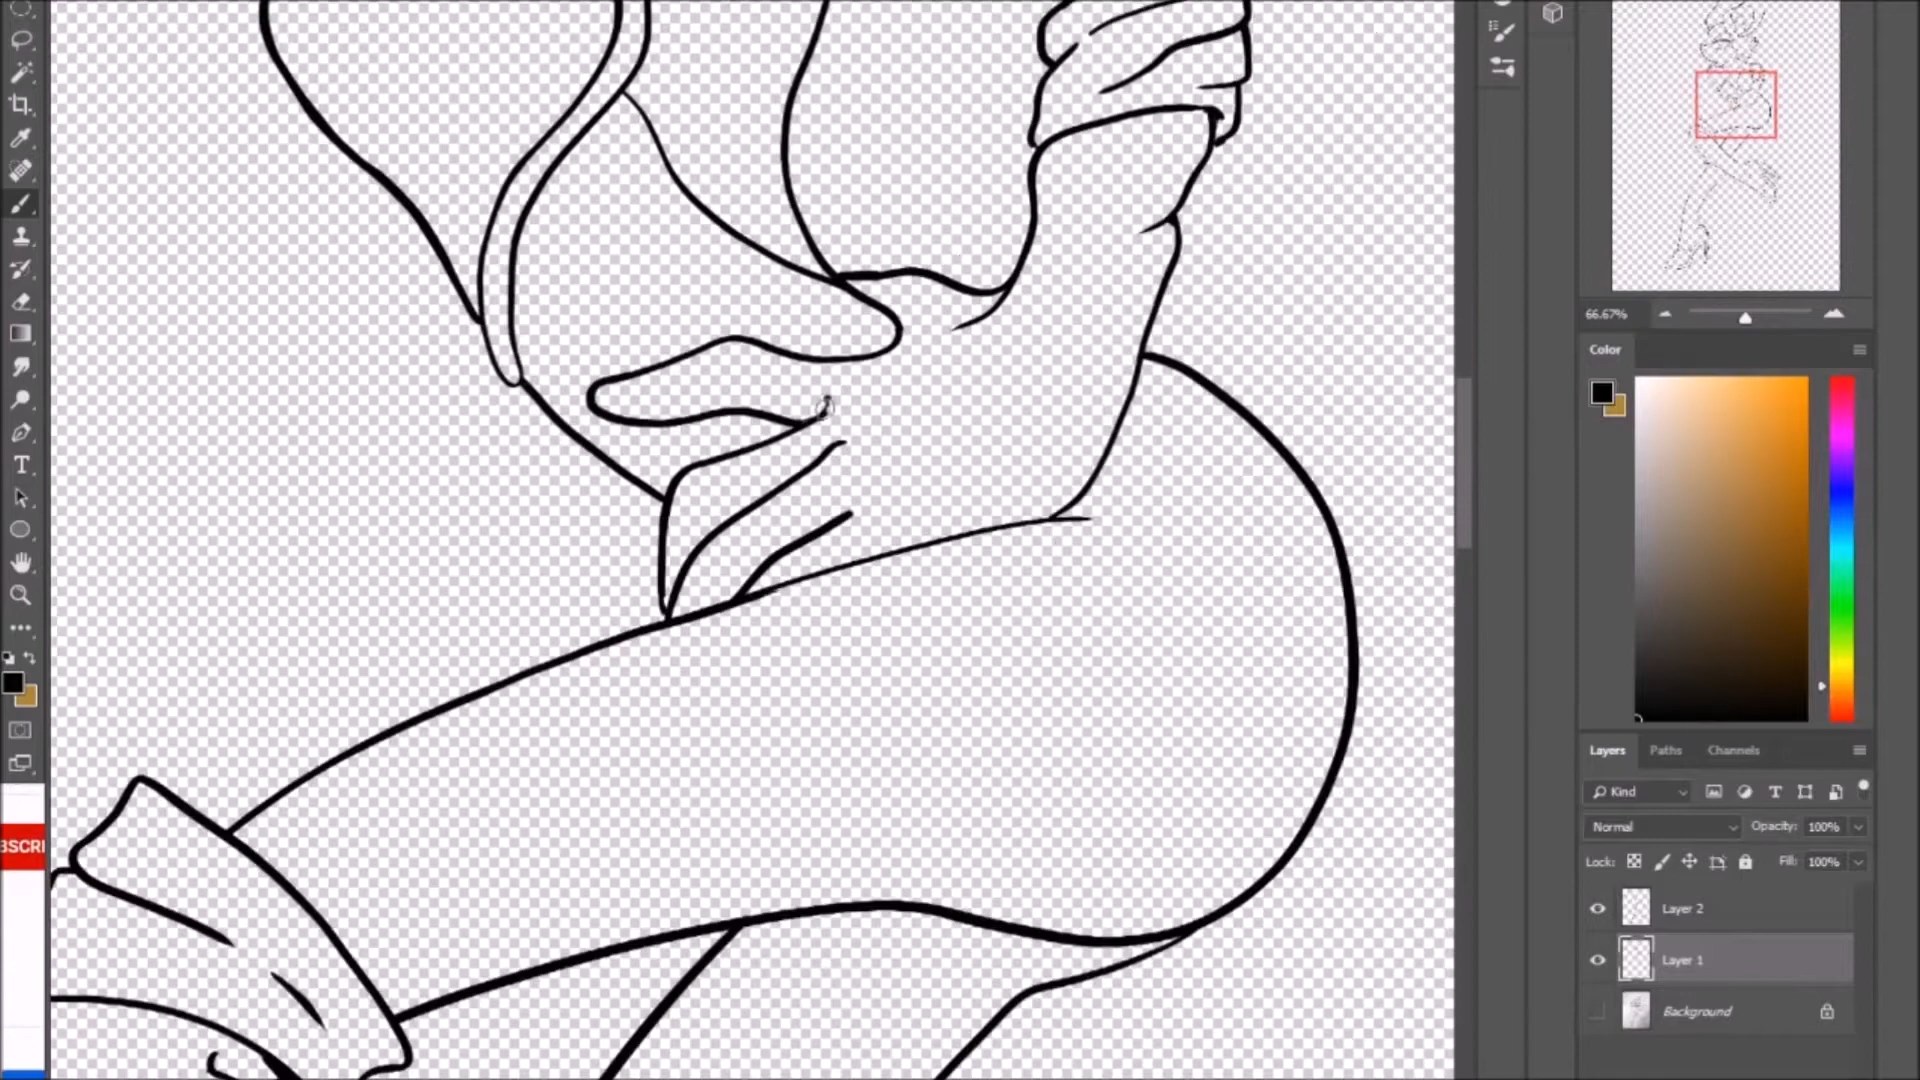 66.67%
Color
Layers Paths Channels
Kind
Normal Opacity: 100%
Lock: Fill: 100%
Layer 2
Layer 1
Background
T
BSCRI